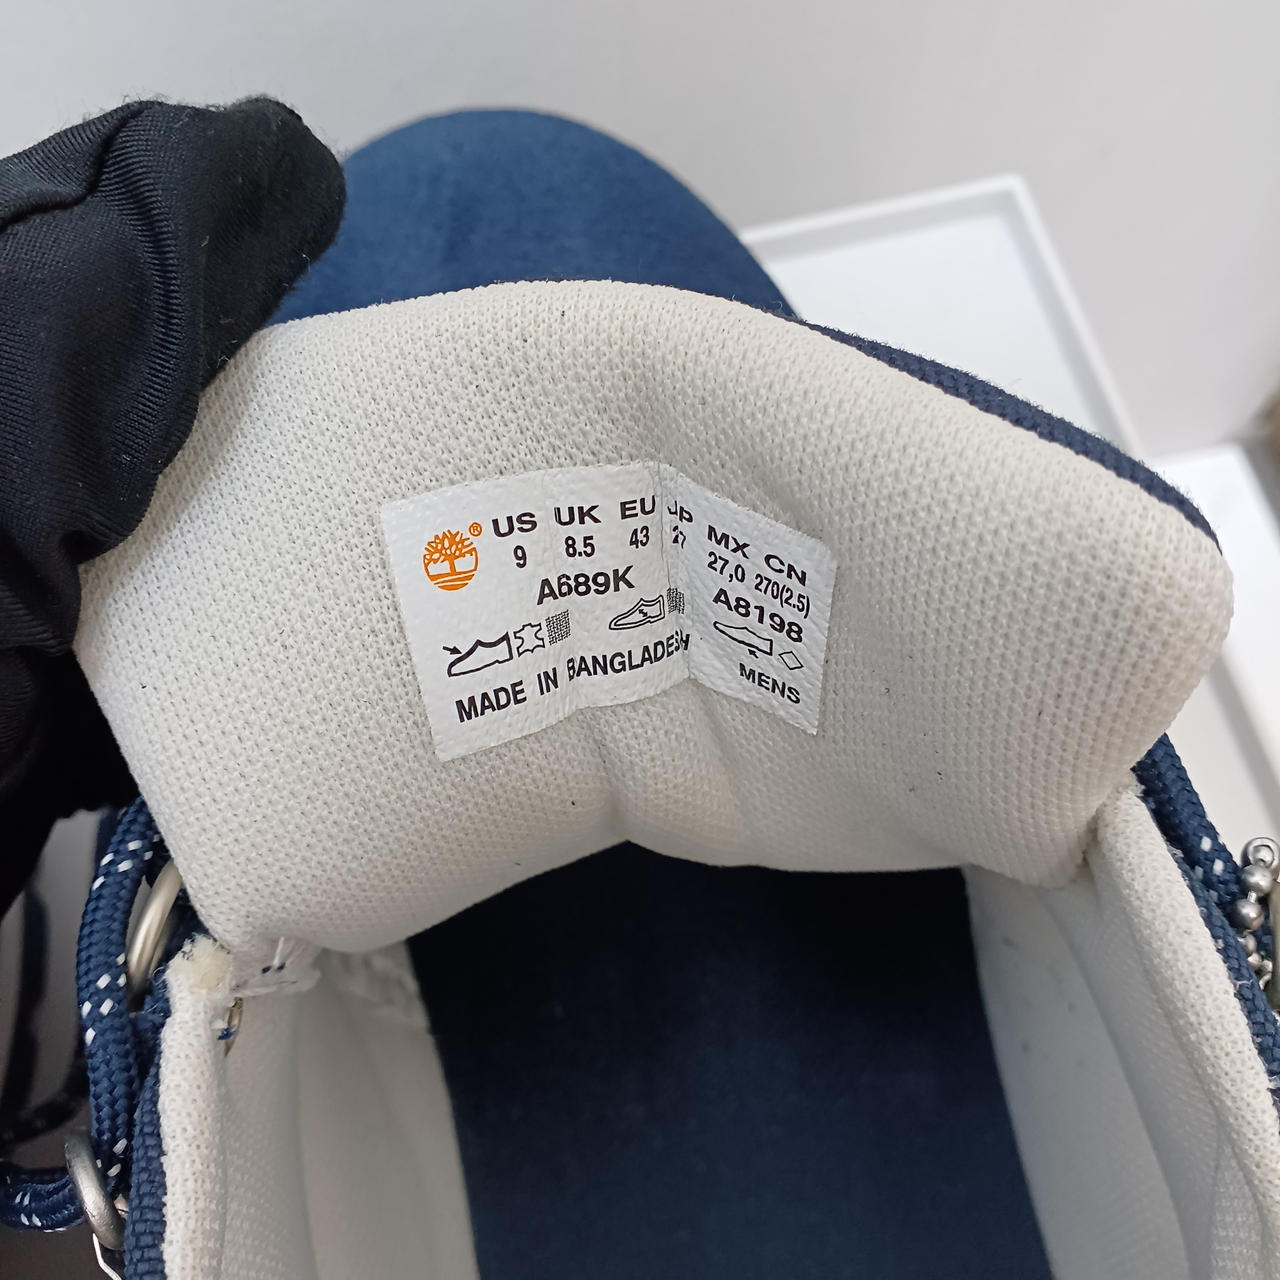 ® US UK EU JP MX CN
9 8.5 43 27 27,0 270(2.5)
A689K A8198
MADE IN BANGLADESH MENS